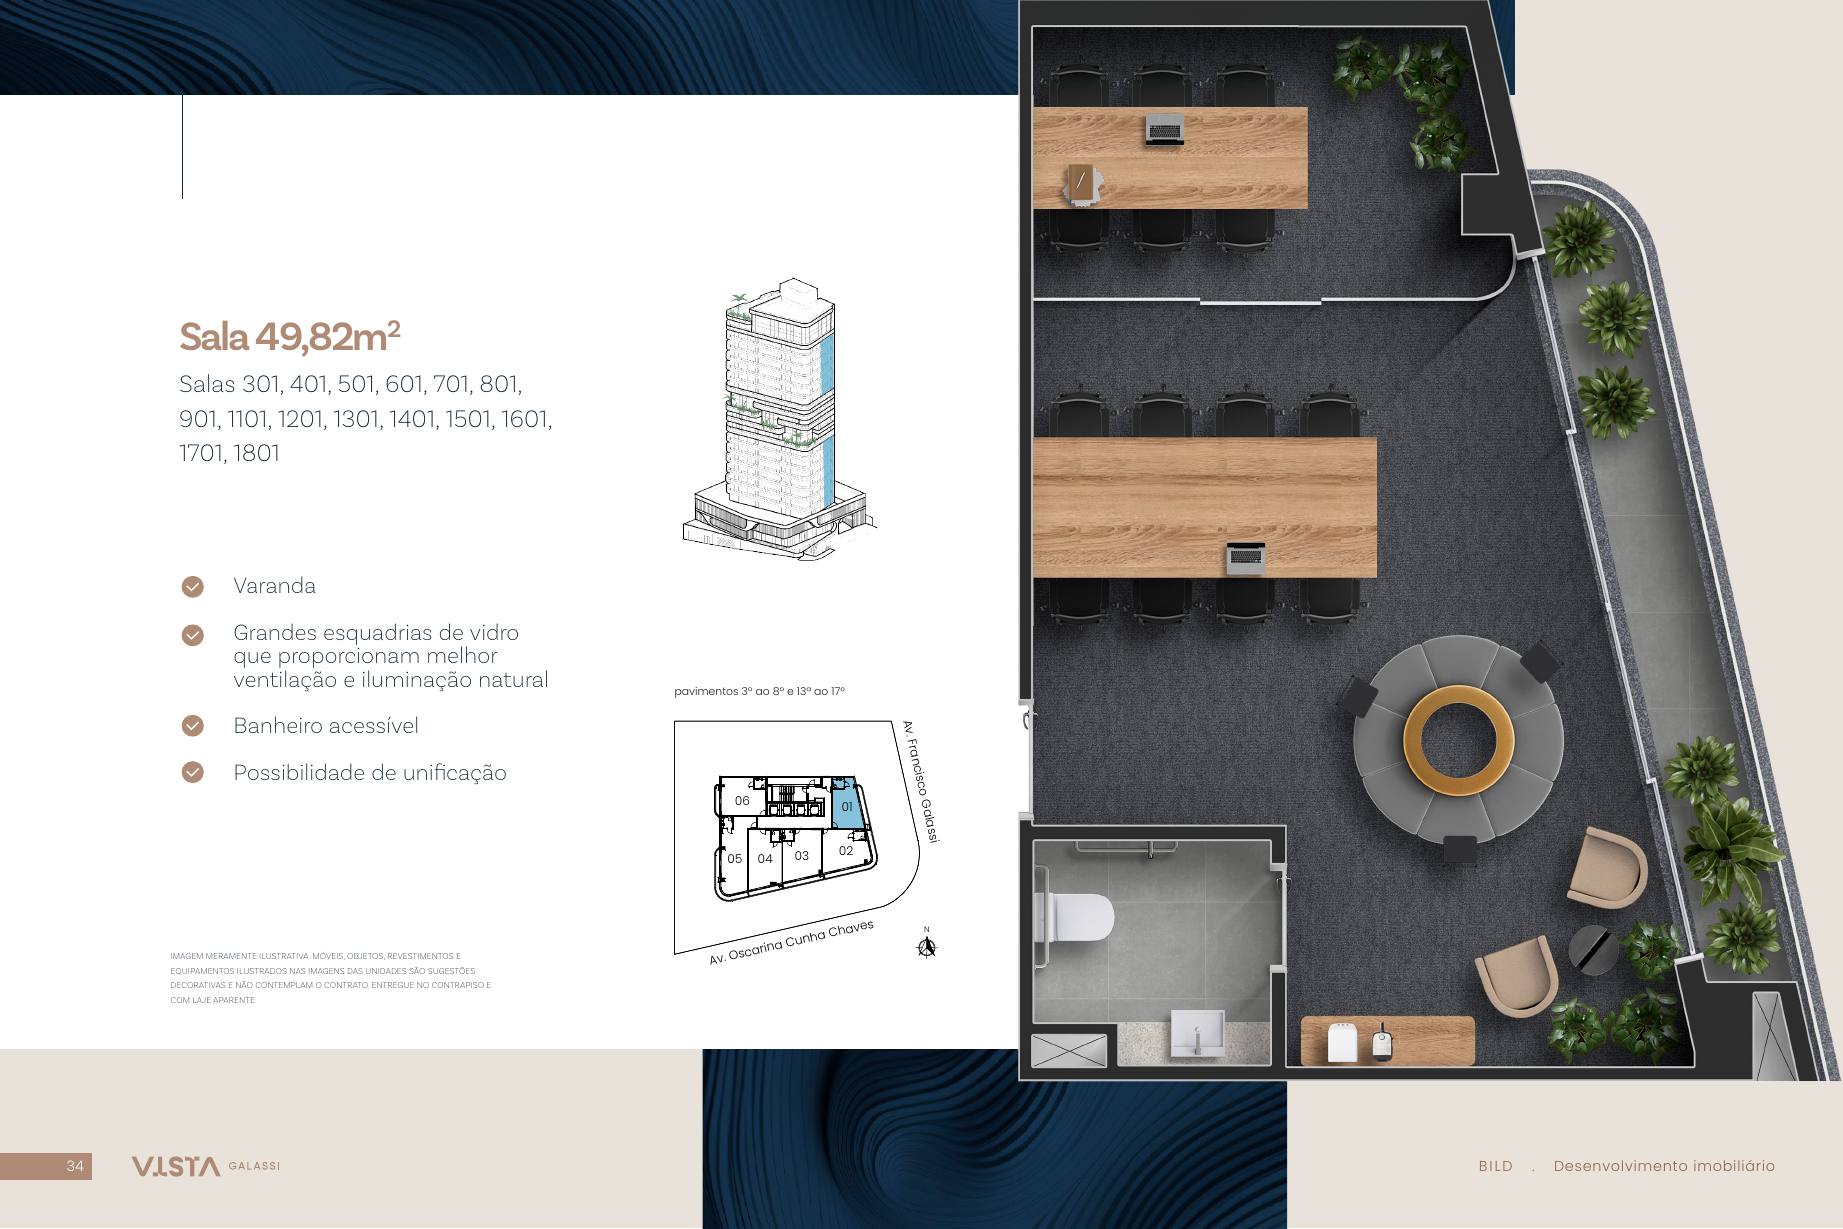 Sala 49,82m²
Salas 301, 401, 501, 601, 701, 801,
901, 1101, 1201, 1301, 1401, 1501, 1601,
1701, 1801
Varanda
Grandes esquadrias de vidro
que proporcionam melhor
ventilação e iluminação natural
Banheiro acessível
Possibilidade de unificação
IMAGEM MERAMENTE ILUSTRATIVA. MÓVEIS, OBJETOS, REVESTIMENTOS E
EQUIPAMENTOS ILUSTRADOS NAS IMAGENS DAS UNIDADES SÃO SUGESTÕES
DECORATIVAS E NÃO CONTEMPLAM O CONTRATO. ENTREGUE NO CONTRAPISO E
COM LAJE APARENTE.
pavimentos 3º ao 8º e 13º ao 17º
Av. Francisco Galassi
06
01
05
04
03
02
Av. Oscarina Cunha Chaves
N
34
VISTA GALASSI
BILD . Desenvolvimento imobiliário